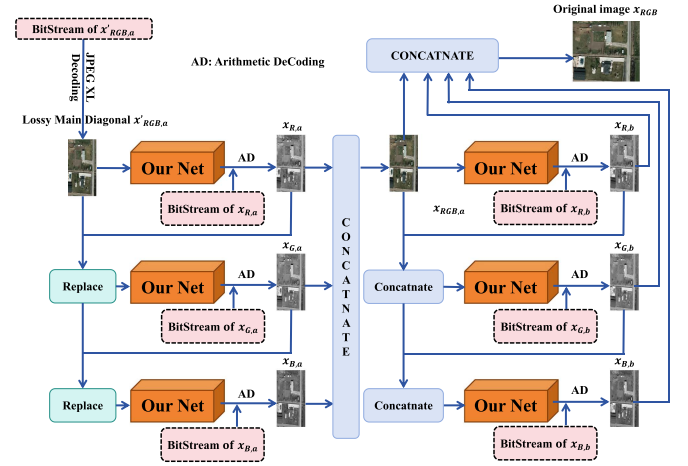 BitStream of x'RGB,a
Original image xRGB
JPEG XL
Decoding
AD: Arithmetic DeCoding
CONCATNATE
Lossy Main Diagonal x'RGB,a
Our Net
AD
xR,a
BitStream of xR,a
Our Net
AD
xR,b
BitStream of xR,b
xRGB,a
CONCATNATE
Replace
Our Net
AD
xG,a
BitStream of xG,a
Concatnate
Our Net
AD
xG,b
BitStream of xG,b
Replace
Our Net
AD
xB,a
BitStream of xB,a
Concatnate
Our Net
AD
xB,b
BitStream of xB,b